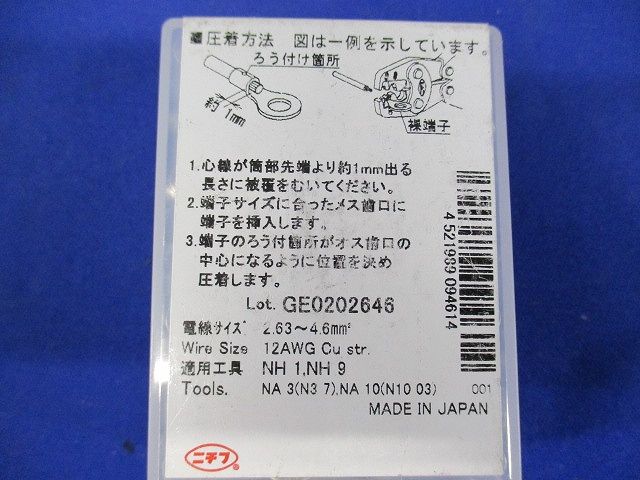 ■圧着方法 図は一例を示しています。
ろう付け箇所
約1mm
裸端子
1.心線が筒部先端より約1mm出る
長さに被覆をむいてください。
2.端子サイズに合ったメス歯口に
端子を挿入します。
3.端子のろう付箇所がオス歯口の
中心になるように位置を決め
圧着します。
Lot. GE0202646
電線サイズ 2.63～4.6mm²
Wire Size 12AWG Cu str.
適用工具 NH 1,NH 9
Tools. NA 3(N3 7),NA 10(N10 03) 001
MADE IN JAPAN
ニチフ®
4 521989 094614